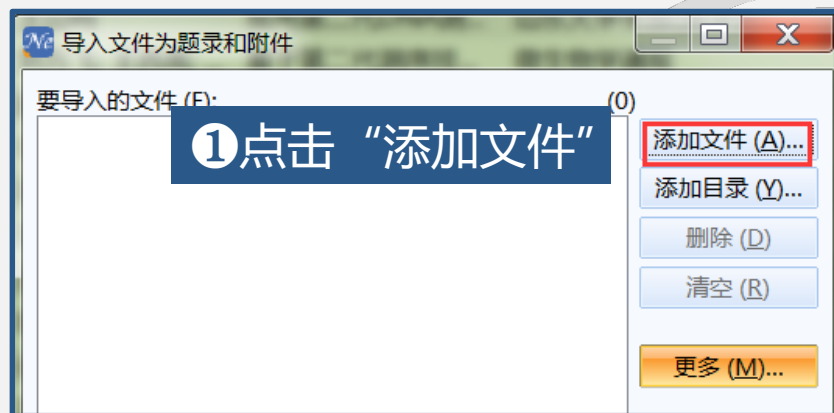 Ne 导入文件为题录和附件
要导入的文件 (F):
(0)
❶点击“添加文件”
添加文件 (A)...
添加目录 (Y)...
删除 (D)
清空 (R)
更多 (M)...